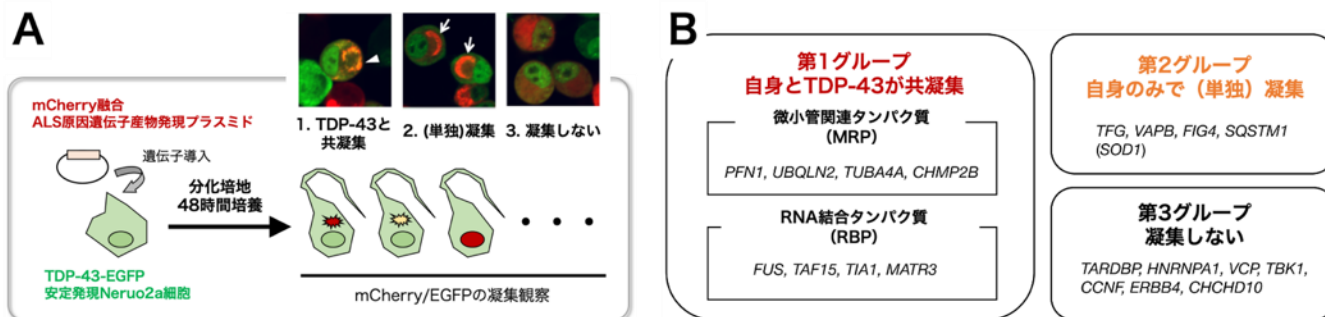 A
mCherry融合
ALS原因遺伝子産物発現プラスミド
遺伝子導入
分化培地
48時間培養
TDP-43-EGFP
安定発現Neruo2a細胞
1. TDP-43と
共凝集
2. (単独)凝集
3. 凝集しない
・・・
mCherry/EGFPの凝集観察
B
第1グループ
自身とTDP-43が共凝集
微小管関連タンパク質
(MRP)
PFN1, UBQLN2, TUBA4A, CHMP2B
RNA結合タンパク質
(RBP)
FUS, TAF15, TIA1, MATR3
第2グループ
自身のみで（単独）凝集
TFG, VAPB, FIG4, SQSTM1
(SOD1)
第3グループ
凝集しない
TARDBP, HNRNPA1, VCP, TBK1,
CCNF, ERBB4, CHCHD10